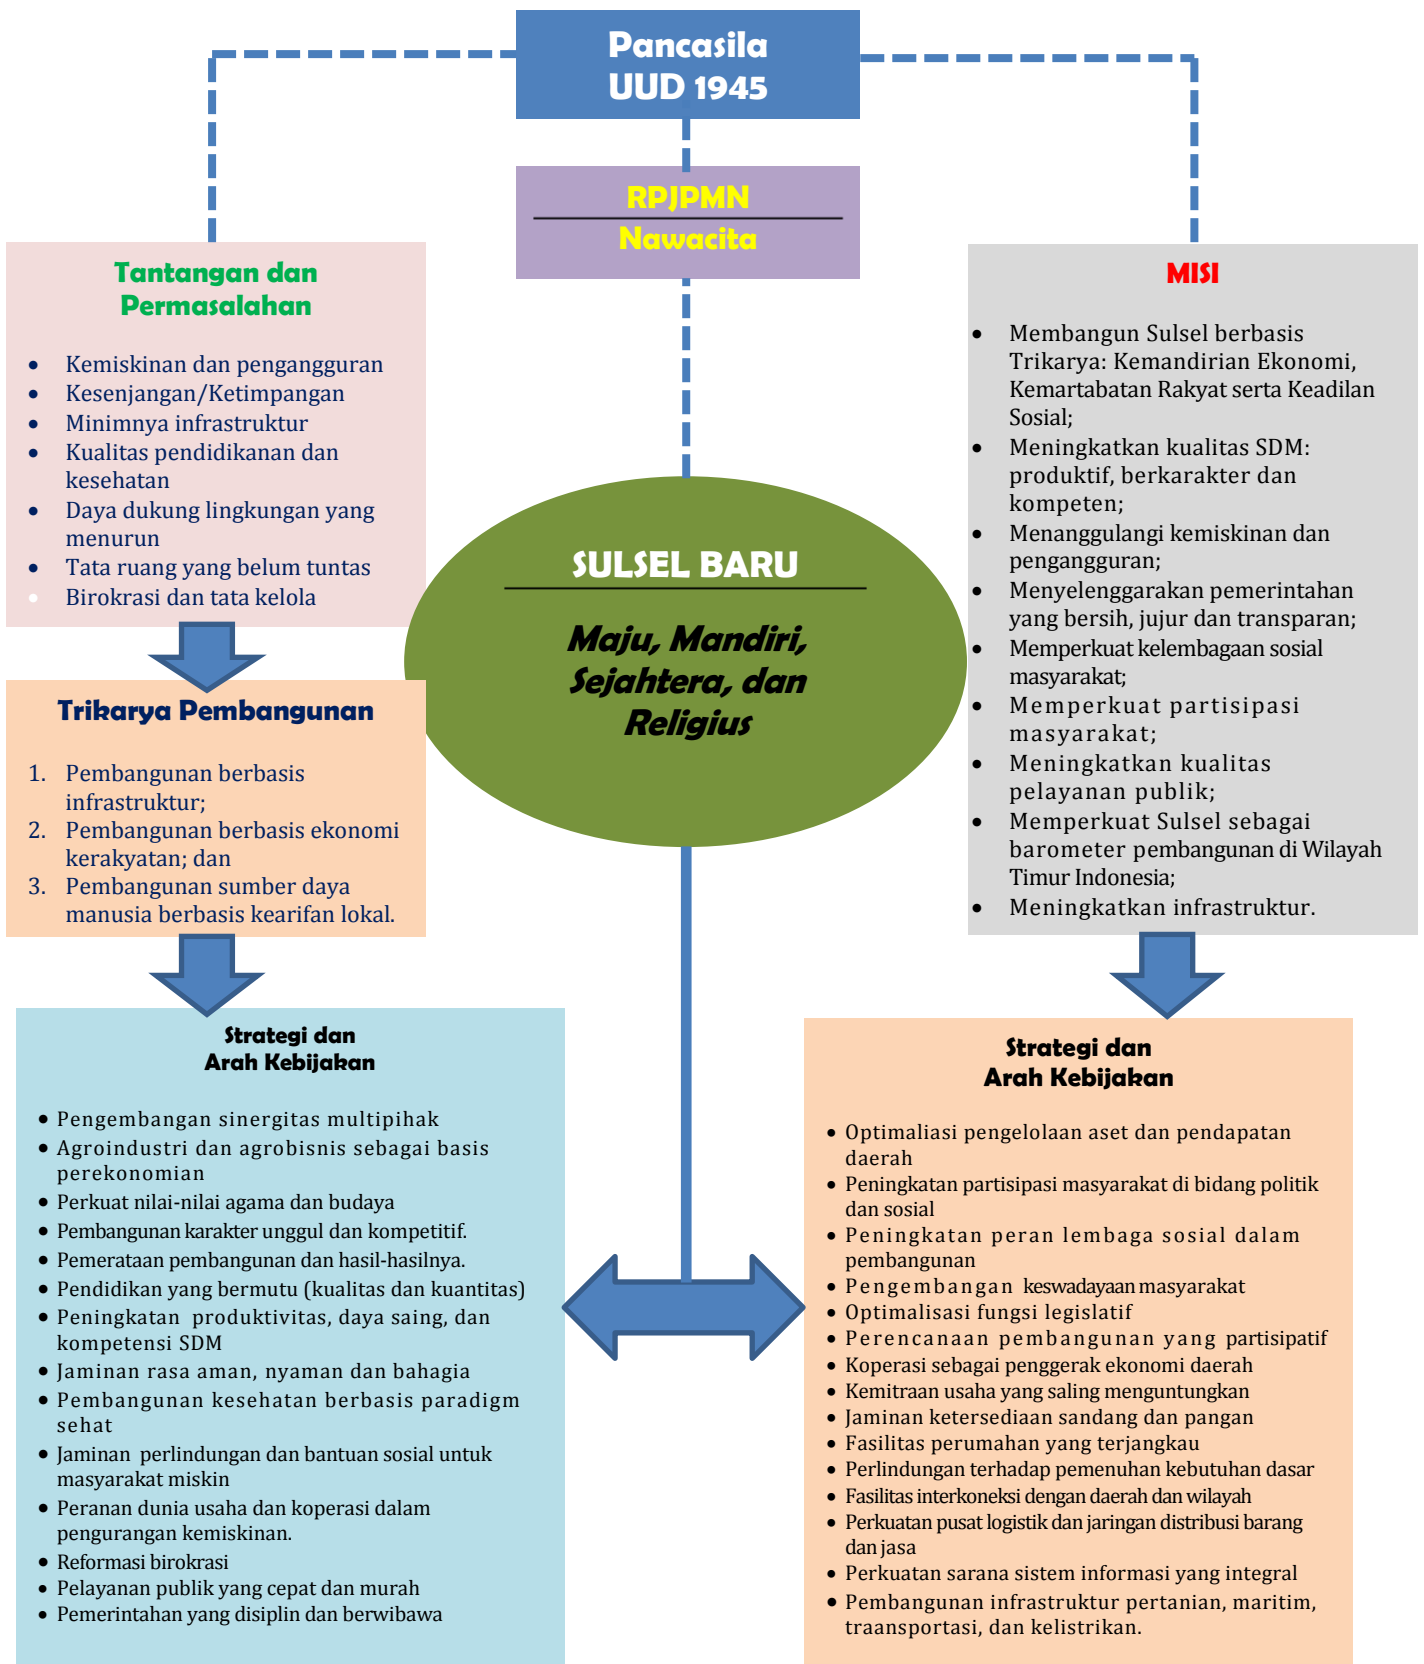 Pancasila
UUD 1945
RPJPMN
Nawacita
Tantangan dan
Permasalahan
• Kemiskinan dan pengangguran
• Kesenjangan/Ketimpangan
• Minimnya infrastruktur
• Kualitas pendidikanan dan
kesehatan
• Daya dukung lingkungan yang
menurun
• Tata ruang yang belum tuntas
• Birokrasi dan tata kelola
Trikarya Pembangunan
1. Pembangunan berbasis
infrastruktur;
2. Pembangunan berbasis ekonomi
kerakyatan; dan
3. Pembangunan sumber daya
manusia berbasis kearifan lokal.
SULSEL BARU
Maju, Mandiri,
Sejahtera, dan
Religius
MISI
• Membangun Sulsel berbasis
Trikarya: Kemandirian Ekonomi,
Kemartabatan Rakyat serta Keadilan
Sosial;
• Meningkatkan kualitas SDM:
produktif, berkarakter dan
kompeten;
• Menanggulangi kemiskinan dan
pengangguran;
• Menyelenggarakan pemerintahan
yang bersih, jujur dan transparan;
• Memperkuat kelembagaan sosial
masyarakat;
• Memperkuat partisipasi
masyarakat;
• Meningkatkan kualitas
pelayanan publik;
• Memperkuat Sulsel sebagai
barometer pembangunan di Wilayah
Timur Indonesia;
• Meningkatkan infrastruktur.
Strategi dan
Arah Kebijakan
• Pengembangan sinergitas multipihak
• Agroindustri dan agrobisnis sebagai basis
perekonomian
• Perkuat nilai-nilai agama dan budaya
• Pembangunan karakter unggul dan kompetitif.
• Pemerataan pembangunan dan hasil-hasilnya.
• Pendidikan yang bermutu (kualitas dan kuantitas)
• Peningkatan produktivitas, daya saing, dan
kompetensi SDM
• Jaminan rasa aman, nyaman dan bahagia
• Pembangunan kesehatan berbasis paradigm
sehat
• Jaminan perlindungan dan bantuan sosial untuk
masyarakat miskin
• Peranan dunia usaha dan koperasi dalam
pengurangan kemiskinan.
• Reformasi birokrasi
• Pelayanan publik yang cepat dan murah
• Pemerintahan yang disiplin dan berwibawa
Strategi dan
Arah Kebijakan
• Optimaliasi pengelolaan aset dan pendapatan
daerah
• Peningkatan partisipasi masyarakat di bidang politik
dan sosial
• Peningkatan peran lembaga sosial dalam
pembangunan
• Pengembangan keswadayaan masyarakat
• Optimalisasi fungsi legislatif
• Perencanaan pembangunan yang partisipatif
• Koperasi sebagai penggerak ekonomi daerah
• Kemitraan usaha yang saling menguntungkan
• Jaminan ketersediaan sandang dan pangan
• Fasilitas perumahan yang terjangkau
• Perlindungan terhadap pemenuhan kebutuhan dasar
• Fasilitas interkoneksi dengan daerah dan wilayah
• Perkuatan pusat logistik dan jaringan distribusi barang
dan jasa
• Perkuatan sarana sistem informasi yang integral
• Pembangunan infrastruktur pertanian, maritim,
traansportasi, dan kelistrikan.